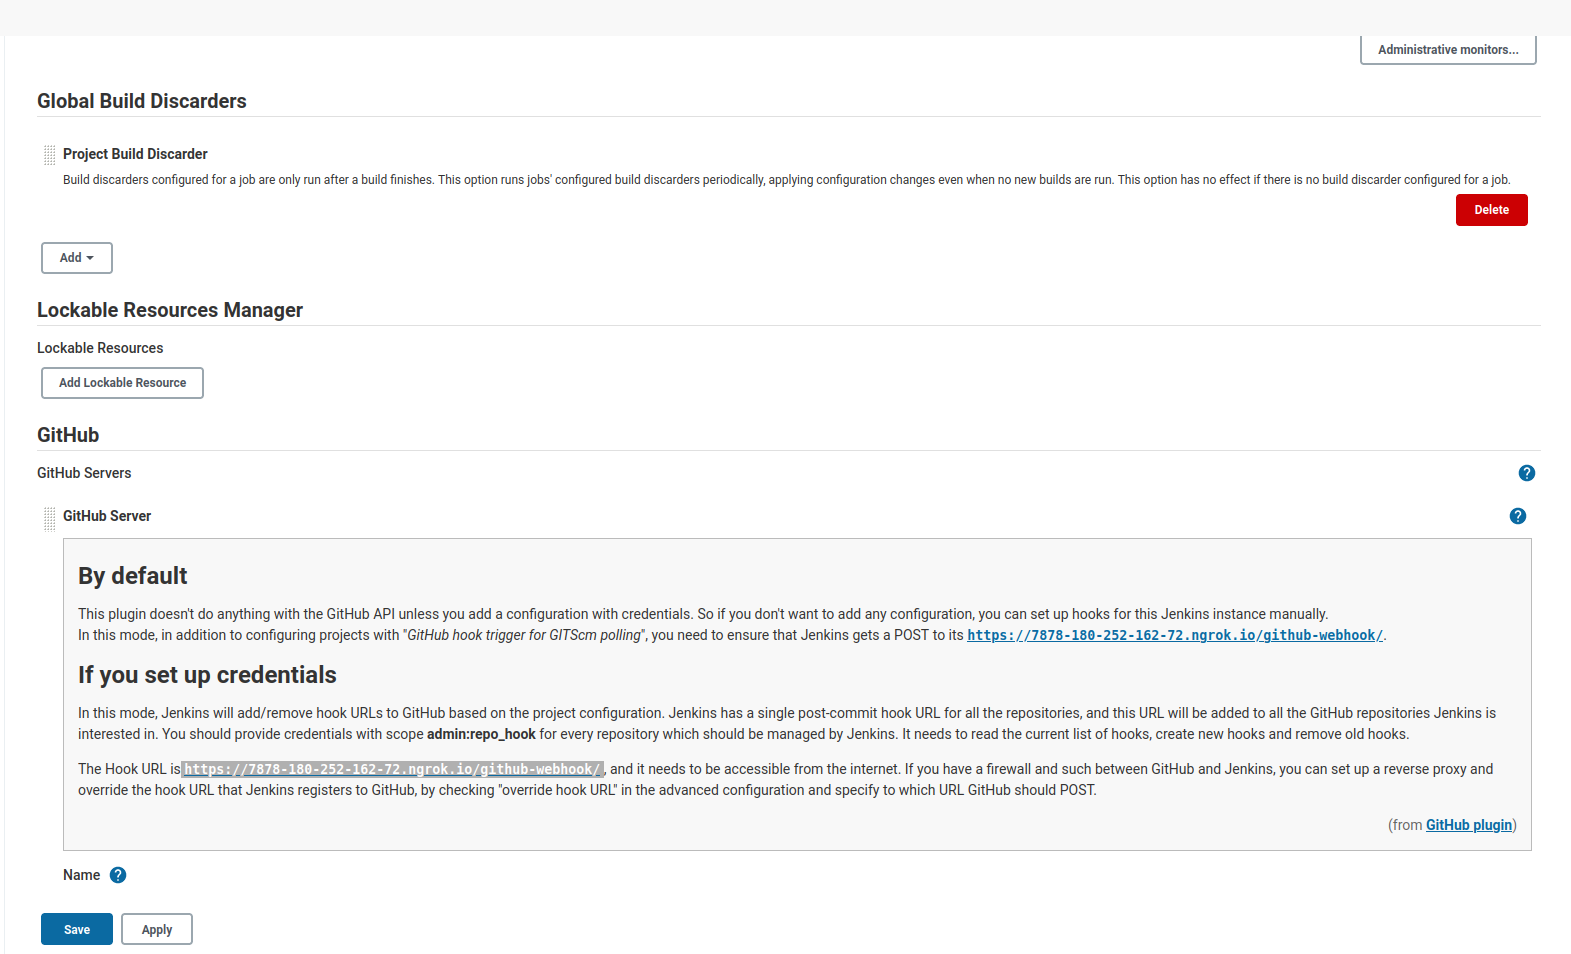 Administrative monitors...
Global Build Discarders
Project Build Discarder
Build discarders configured for a job are only run after a build finishes. This option runs jobs' configured build discarders periodically, applying configuration changes even when no new builds are run. This option has no effect if there is no build discarder configured for a job.
Delete
Add
Lockable Resources Manager
Lockable Resources
Add Lockable Resource
GitHub
GitHub Servers
?
GitHub Server
?
By default
This plugin doesn't do anything with the GitHub API unless you add a configuration with credentials. So if you don't want to add any configuration, you can set up hooks for this Jenkins instance manually.
In this mode, in addition to configuring projects with "GitHub hook trigger for GITScm polling", you need to ensure that Jenkins gets a POST to its https://7878-180-252-162-72.ngrok.io/github-webhook/.
If you set up credentials
In this mode, Jenkins will add/remove hook URLs to GitHub based on the project configuration. Jenkins has a single post-commit hook URL for all the repositories, and this URL will be added to all the GitHub repositories Jenkins is
interested in. You should provide credentials with scope admin:repo_hook for every repository which should be managed by Jenkins. It needs to read the current list of hooks, create new hooks and remove old hooks.
The Hook URL is https://7878-180-252-162-72.ngrok.io/github-webhook/ , and it needs to be accessible from the internet. If you have a firewall and such between GitHub and Jenkins, you can set up a reverse proxy and
override the hook URL that Jenkins registers to GitHub, by checking "override hook URL" in the advanced configuration and specify to which URL GitHub should POST.
(from GitHub plugin)
Name ?
Save Apply